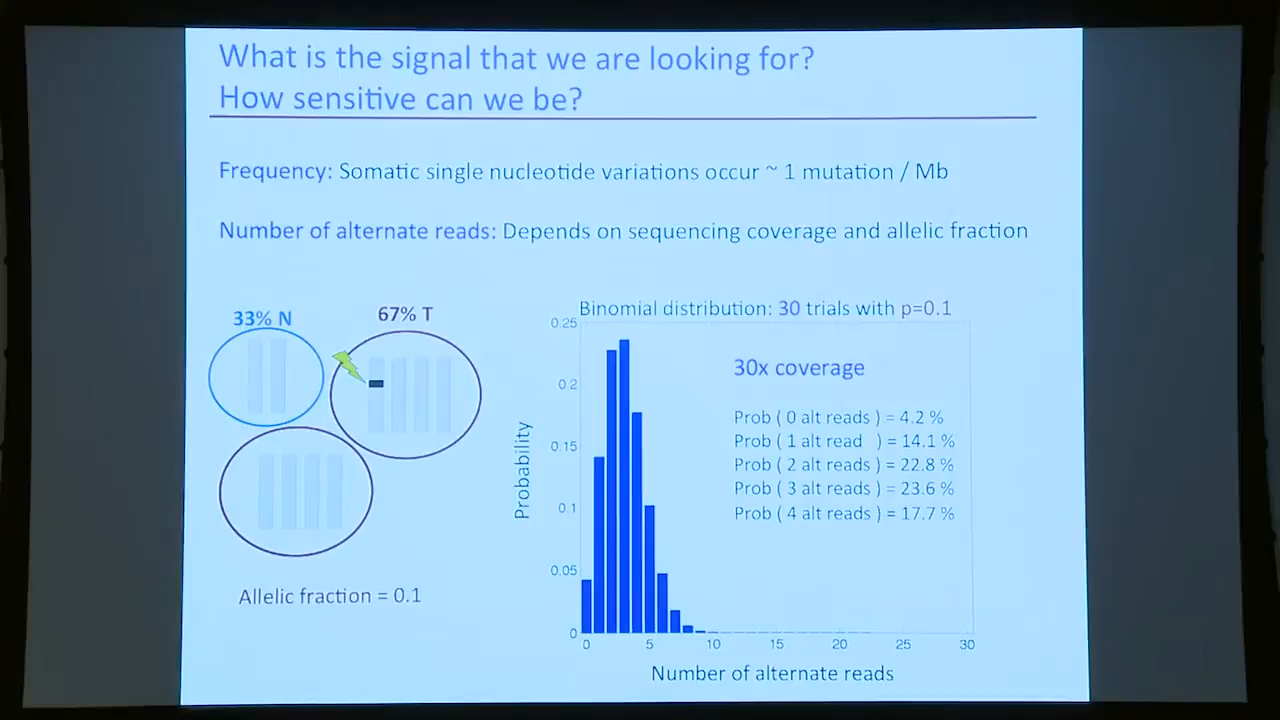 What is the signal that we are looking for?
How sensitive can we be?
Frequency: Somatic single nucleotide variations occur ~ 1 mutation / Mb
Number of alternate reads: Depends on sequencing coverage and allelic fraction
33% N
67% T
Allelic fraction = 0.1
Binomial distribution: 30 trials with p=0.1
0.25
0.2
0.15
0.1
0.05
0
Probability
30x coverage
Prob ( 0 alt reads ) = 4.2 %
Prob ( 1 alt read ) = 14.1 %
Prob ( 2 alt reads ) = 22.8 %
Prob ( 3 alt reads ) = 23.6 %
Prob ( 4 alt reads ) = 17.7 %
0 5 10 15 20 25 30
Number of alternate reads